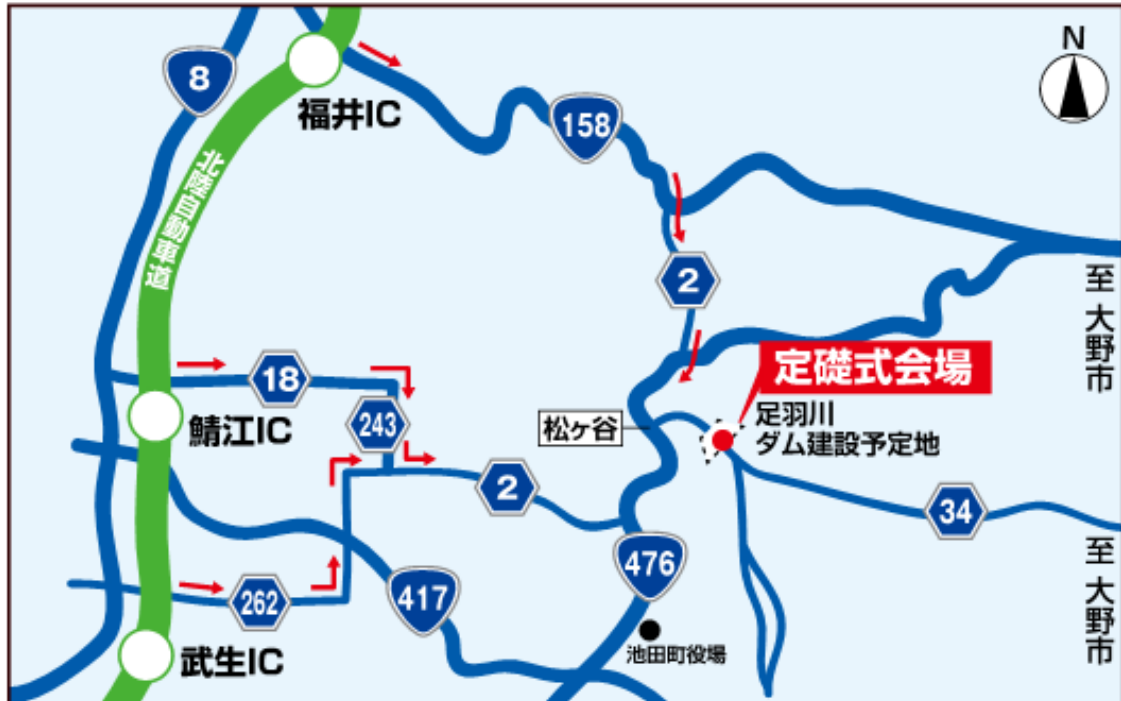 N
8
福井IC
158
北陸自動車道
2
至 大野市
定礎式会場
18
足羽川
ダム建設予定地
鯖江IC
243
松ヶ谷
2
34
476
至 大野市
262
417
池田町役場
武生IC